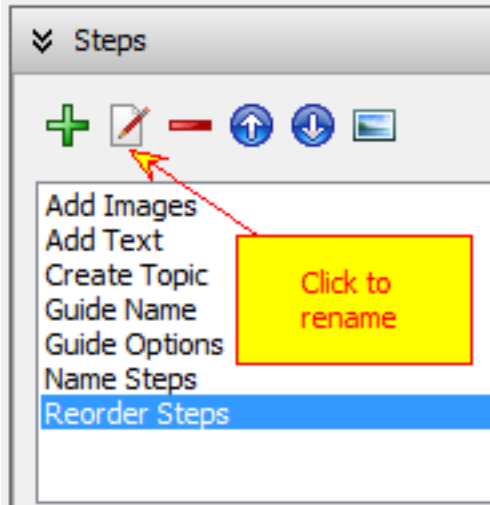 Steps
Add Images
Add Text
Create Topic
Guide Name
Guide Options
Name Steps
Reorder Steps
Click to
rename